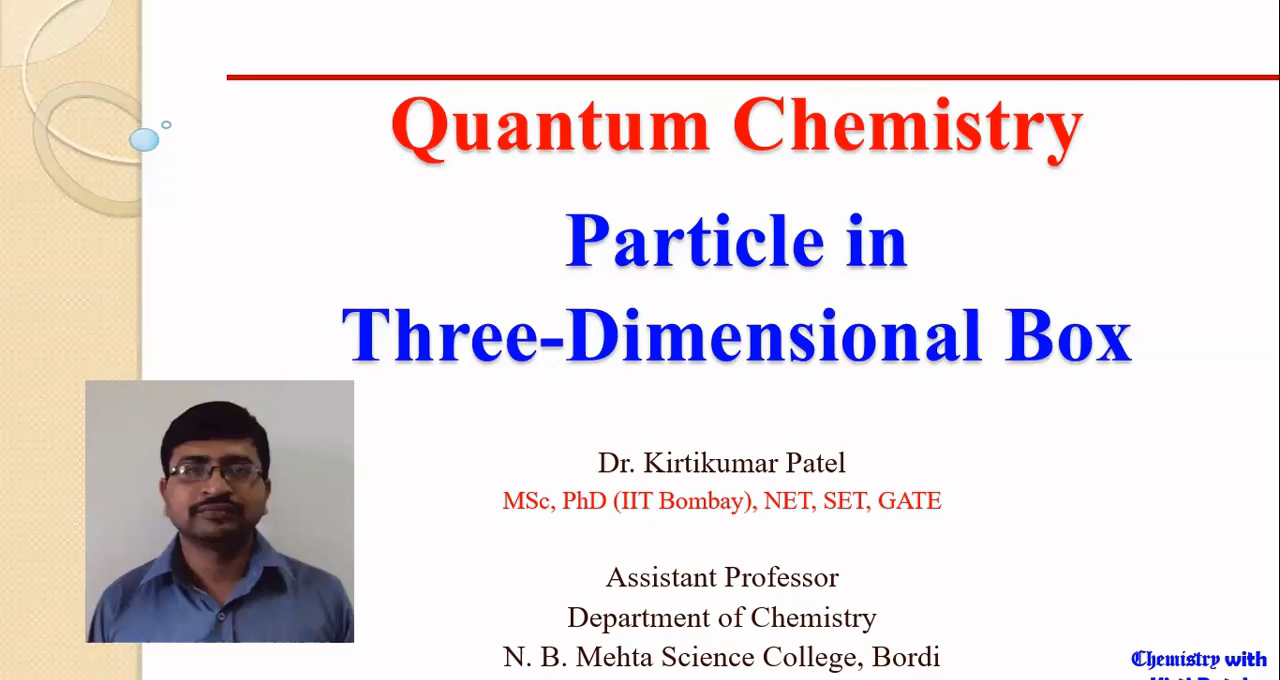 Quantum Chemistry
Particle in
Three-Dimensional Box
Dr. Kirtikumar Patel
MSc, PhD (IIT Bombay), NET, SET, GATE
Assistant Professor
Department of Chemistry
N. B. Mehta Science College, Bordi
Chemistry with